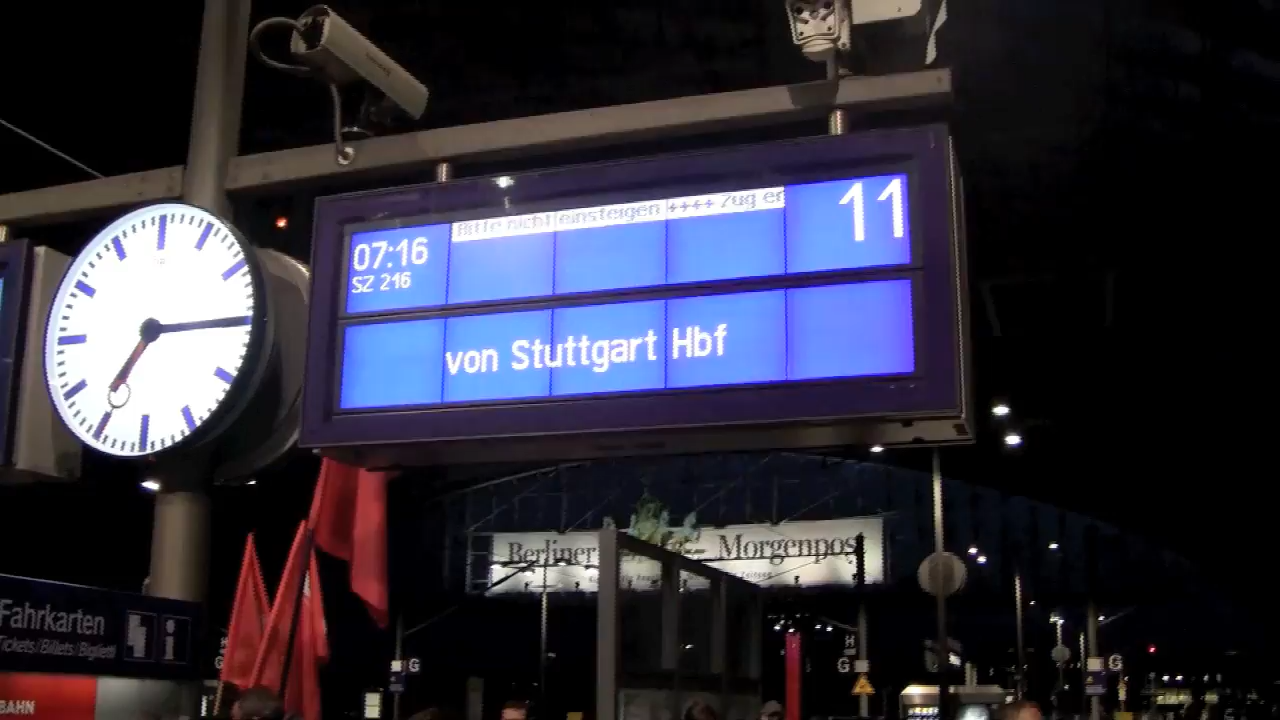 Bitte nicht einsteigen ++++ Zug en
11
07:16
SZ 216
von Stuttgart Hbf
Berliner Morgenpost
Fahrkarten
Tickets/Billets/Biglietti
BAHN
H
G
G
H
G
G